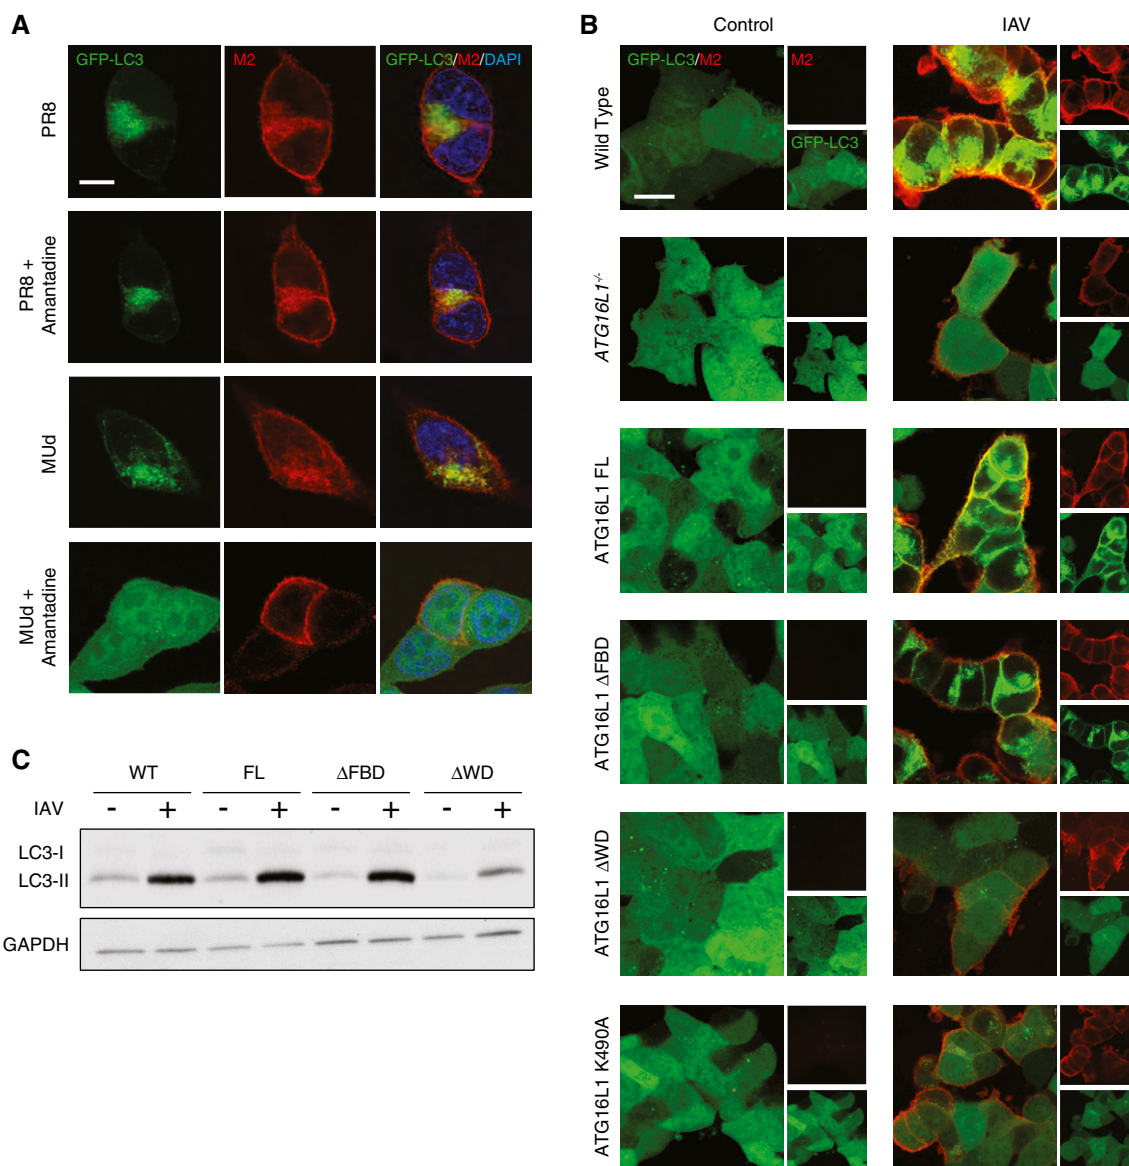 A
GFP-LC3
M2
GFP-LC3/M2/DAPI
PR8
PR8 +
Amantadine
MUd
MUd +
Amantadine
B
Control
IAV
GFP-LC3/M2
M2
GFP-LC3
Wild Type
ATG16L1-/-
ATG16L1 FL
ATG16L1 ΔFBD
ATG16L1 ΔWD
ATG16L1 K490A
C
WT
FL
ΔFBD
ΔWD
IAV
-
+
-
+
-
+
-
+
LC3-I
LC3-II
GAPDH